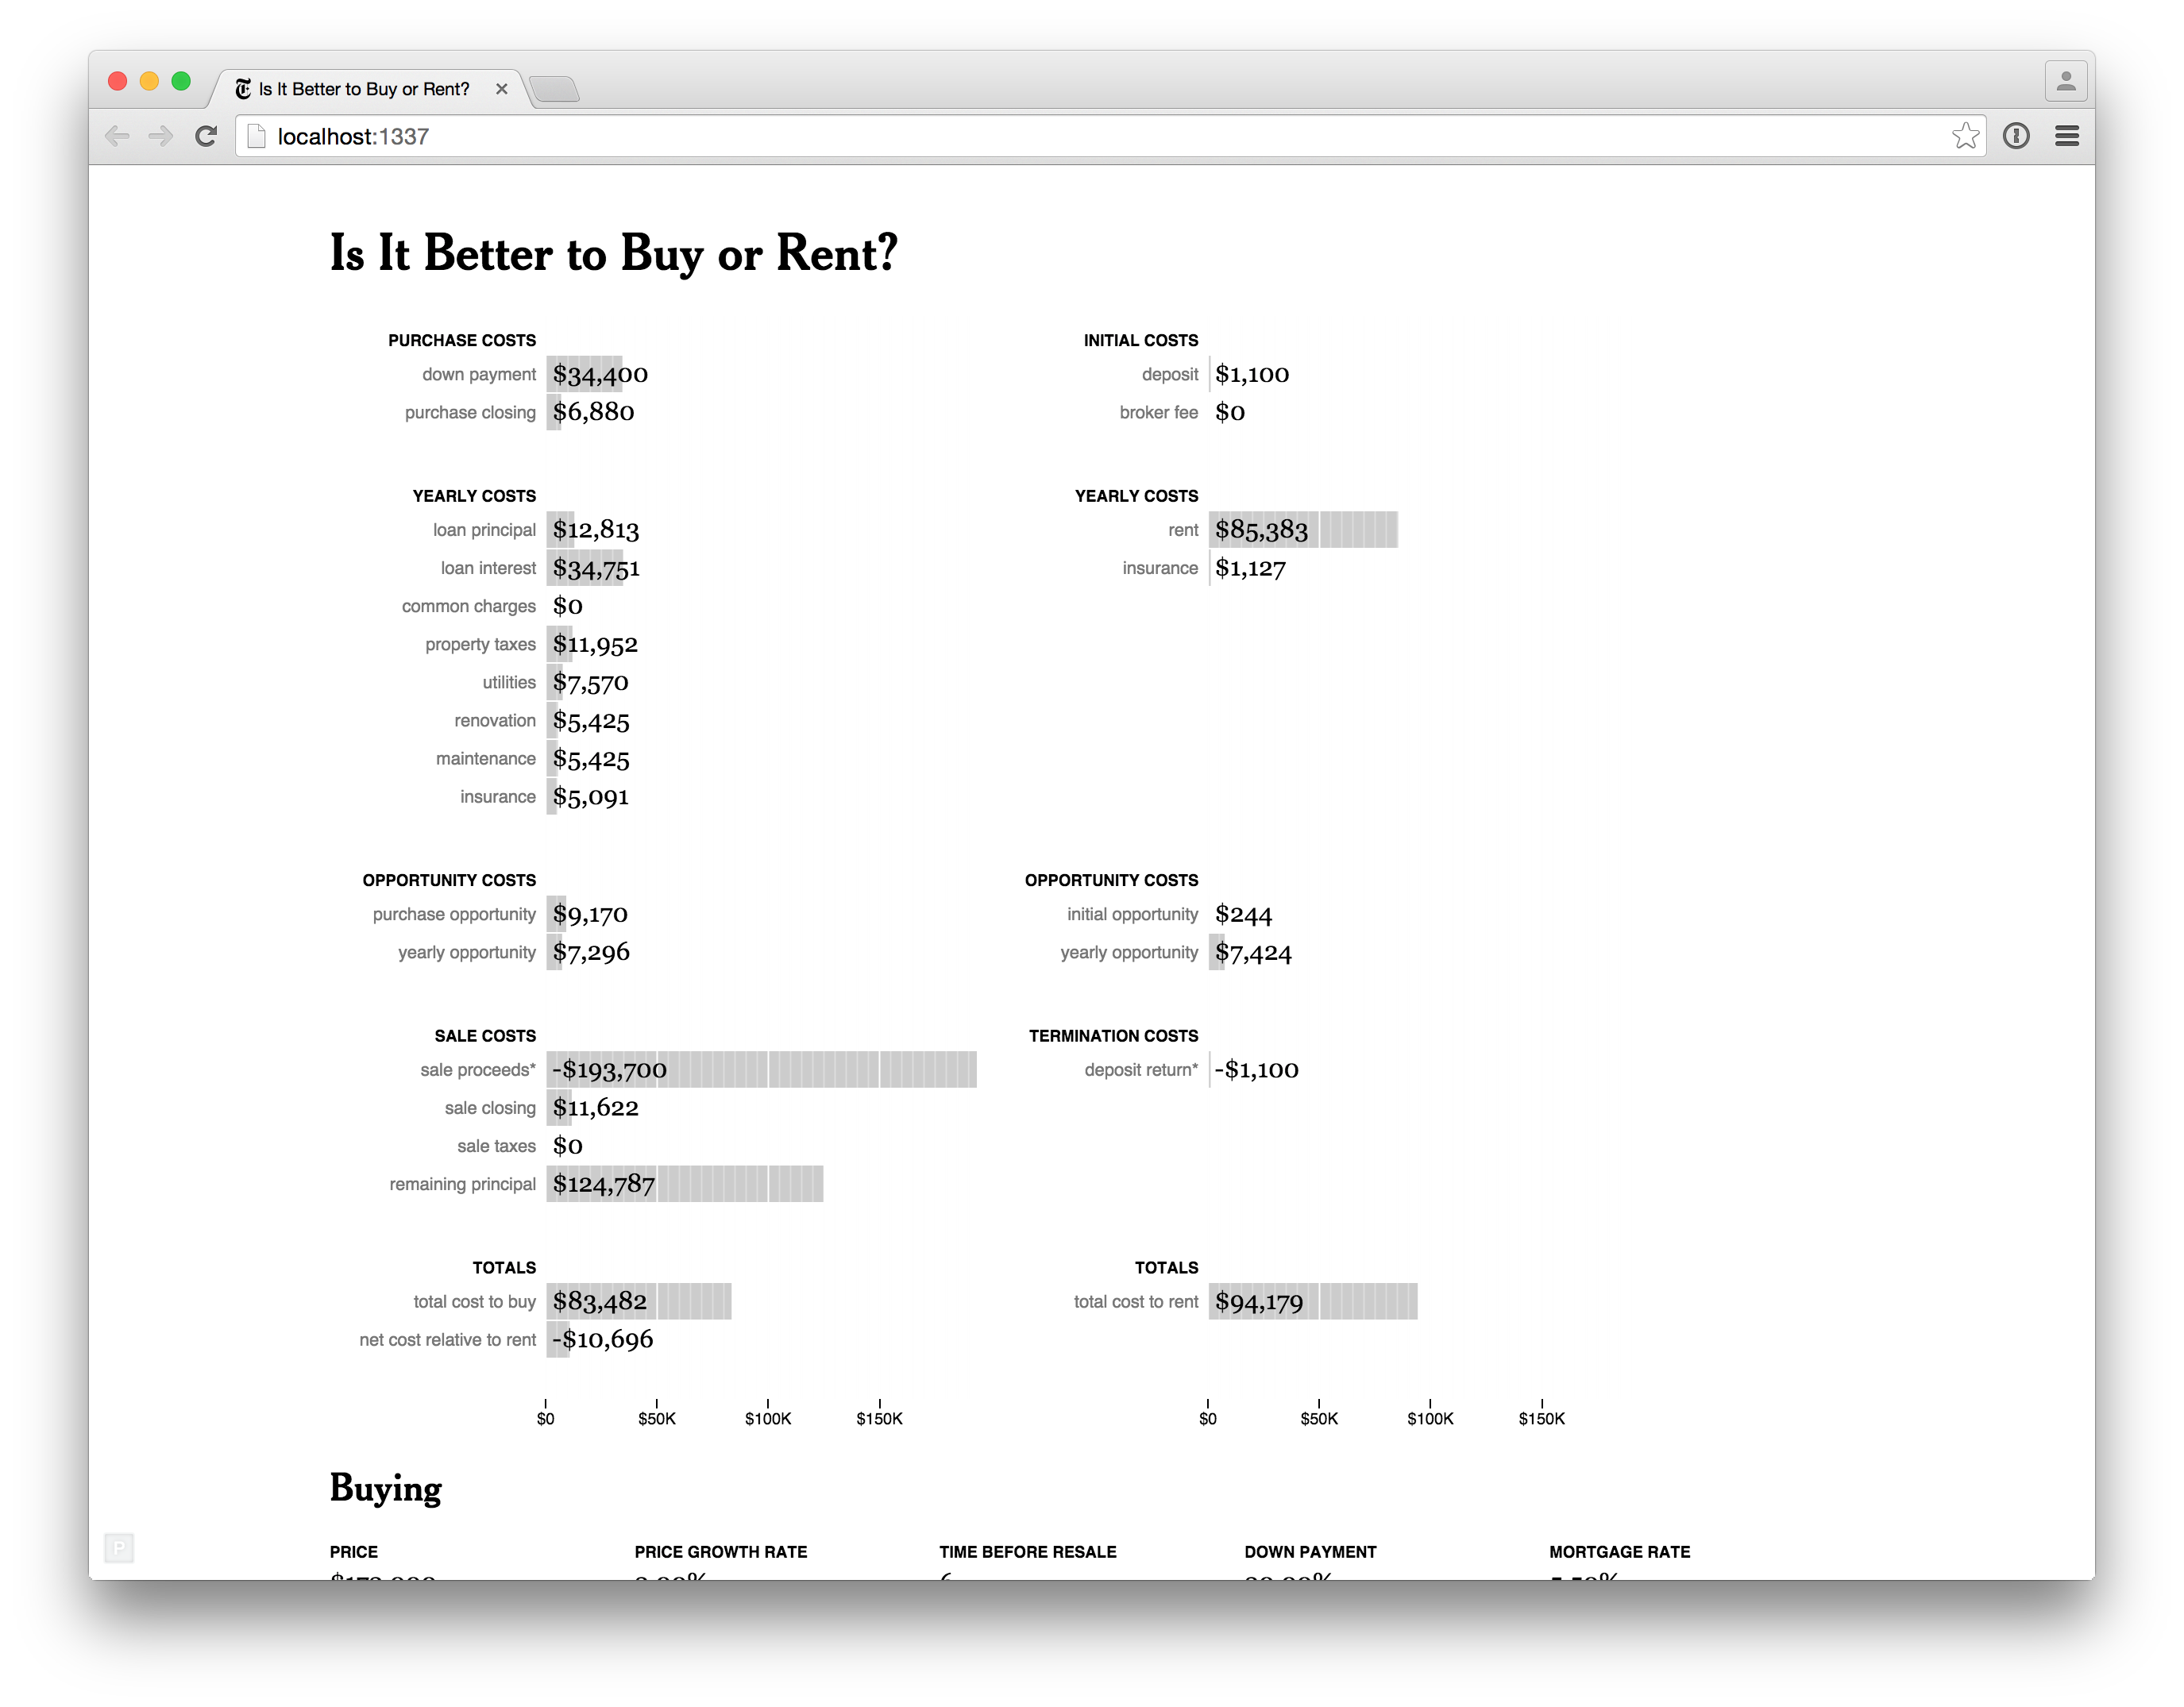 Is It Better to Buy or Rent?
localhost:1337
Is It Better to Buy or Rent?
PURCHASE COSTS
down payment $34,400
purchase closing $6,880
INITIAL COSTS
deposit $1,100
broker fee $0
YEARLY COSTS
loan principal $12,813
loan interest $34,751
common charges $0
property taxes $11,952
utilities $7,570
renovation $5,425
maintenance $5,425
insurance $5,091
YEARLY COSTS
rent $85,383
insurance $1,127
OPPORTUNITY COSTS
purchase opportunity $9,170
yearly opportunity $7,296
OPPORTUNITY COSTS
initial opportunity $244
yearly opportunity $7,424
SALE COSTS
sale proceeds* -$193,700
sale closing $11,622
sale taxes $0
remaining principal $124,787
TERMINATION COSTS
deposit return* -$1,100
TOTALS
total cost to buy $83,482
net cost relative to rent -$10,696
TOTALS
total cost to rent $94,179
$0 $50K $100K $150K
$0 $50K $100K $150K
Buying
P
PRICE PRICE GROWTH RATE TIME BEFORE RESALE DOWN PAYMENT MORTGAGE RATE